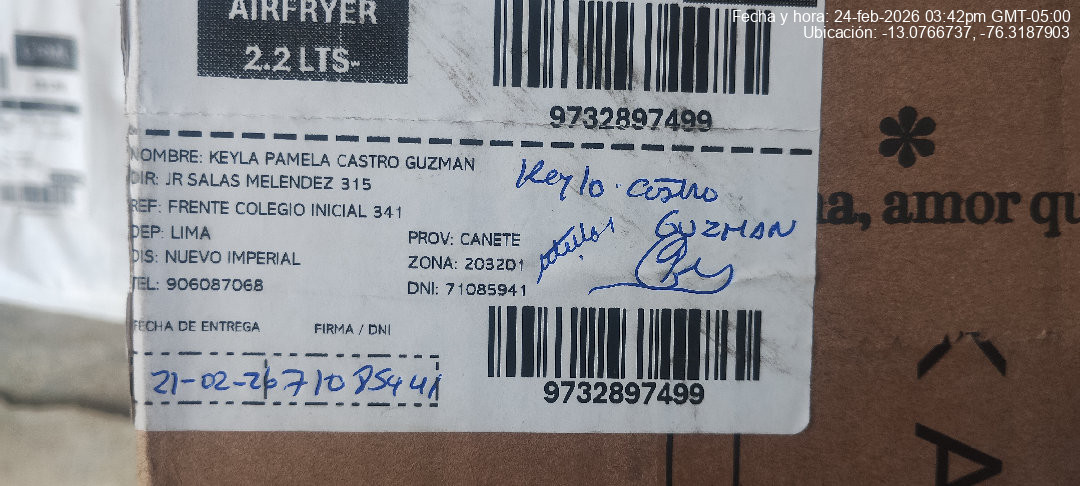 Fecha y hora: 24-feb-2026 03:42pm GMT-05:00
Ubicación: -13.0766737, -76.3187903
AIRFRYER
2.2 LTS-
9732897499
NOMBRE: KEYLA PAMELA CASTRO GUZMAN
DIR: JR SALAS MELENDEZ 315
REF: FRENTE COLEGIO INICIAL 341
DEP: LIMA
PROV: CANETE
DIS: NUEVO IMPERIAL
ZONA: 203201
TEL: 906087068
DNI: 71085941
Keyla Castro
GUZMAN
FECHA DE ENTREGA
FIRMA / DNI
21-02-26
9732897499
a, amor qu
A